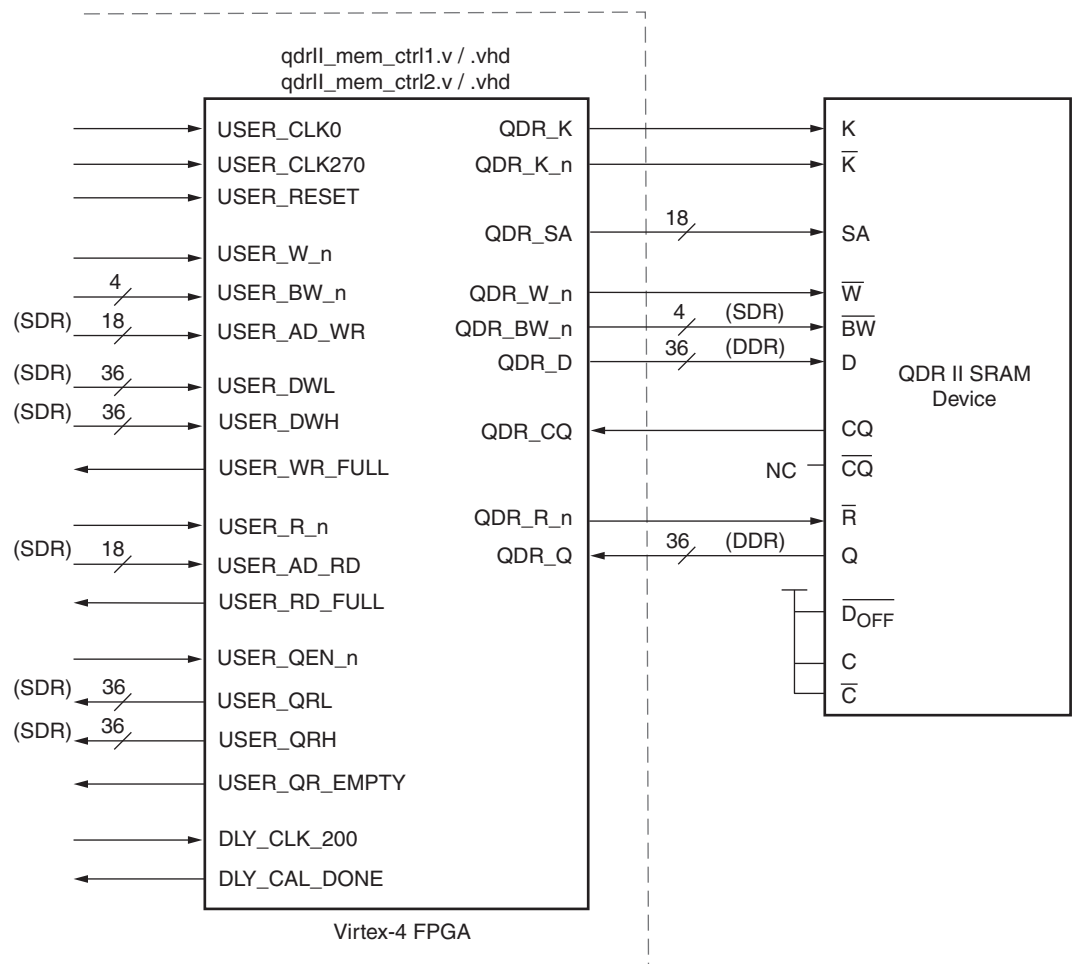 qdrII_mem_ctrl1.v / .vhd
qdrII_mem_ctrl2.v / .vhd
USER_CLK0
USER_CLK270
USER_RESET
USER_W_n
4
USER_BW_n
(SDR) 18
USER_AD_WR
(SDR) 36
USER_DWL
(SDR) 36
USER_DWH
USER_WR_FULL
USER_R_n
(SDR) 18
USER_AD_RD
USER_RD_FULL
USER_QEN_n
(SDR) 36
USER_QRL
(SDR) 36
USER_QRH
USER_QR_EMPTY
DLY_CLK_200
DLY_CAL_DONE
QDR_K
QDR_K_n
QDR_SA
18
QDR_W_n
QDR_BW_n
4 (SDR)
QDR_D
36 (DDR)
QDR_CQ
NC
QDR_R_n
QDR_Q
36 (DDR)
K
K̅
SA
W̅
B̅W̅
D
CQ
C̅Q̅
R̅
Q
D̅O̅F̅F̅
C
C̅
QDR II SRAM
Device
Virtex-4 FPGA